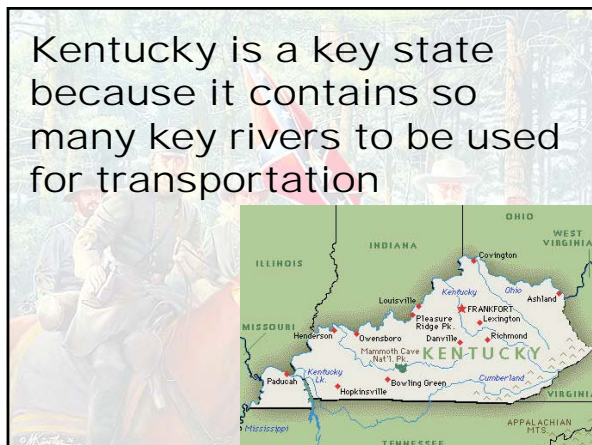 Kentucky is a key state
because it contains so
many key rivers to be used
for transportation
OHIO
WEST
VIRGINIA
INDIANA
ILLINOIS
Covington
Kentucky
Ohio
Ashland
Louisville
FRANKFORT
Pleasure
Ridge Pk.
Lexington
MISSOURI
Henderson
Owensboro
Danville
Richmond
Mammoth Cave
Nat'l. Pk.
KENTUCKY
Paducah
Kentucky
Lk.
Bowling Green
Cumberland
Hopkinsville
VIRGINIA
Mississippi
APPALACHIAN
MTS.
TENNESSEE